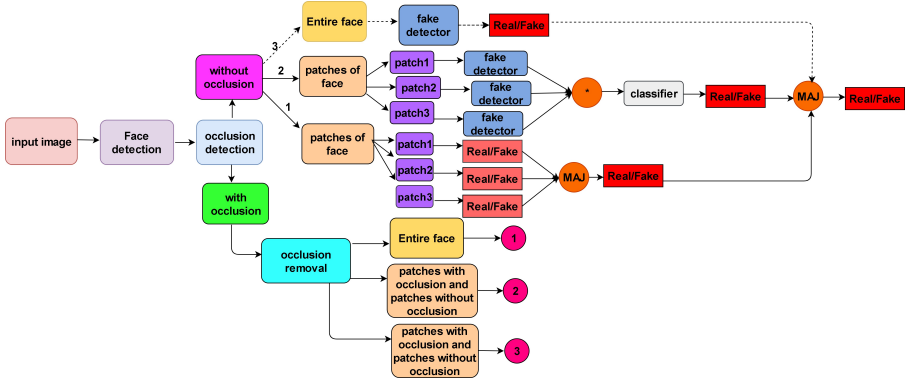 Entire face
fake
detector
Real/Fake
3
without
occlusion
2
patches of
face
patch1
fake
detector
patch2
fake
detector
patch3
fake
detector
*
classifier
Real/Fake
MAJ
Real/Fake
1
patches of
face
patch1
Real/Fake
patch2
Real/Fake
patch3
Real/Fake
MAJ
Real/Fake
input image
Face
detection
occlusion
detection
with
occlusion
occlusion
removal
Entire face
1
patches with
occlusion and
patches without
occlusion
2
patches with
occlusion and
patches without
occlusion
3